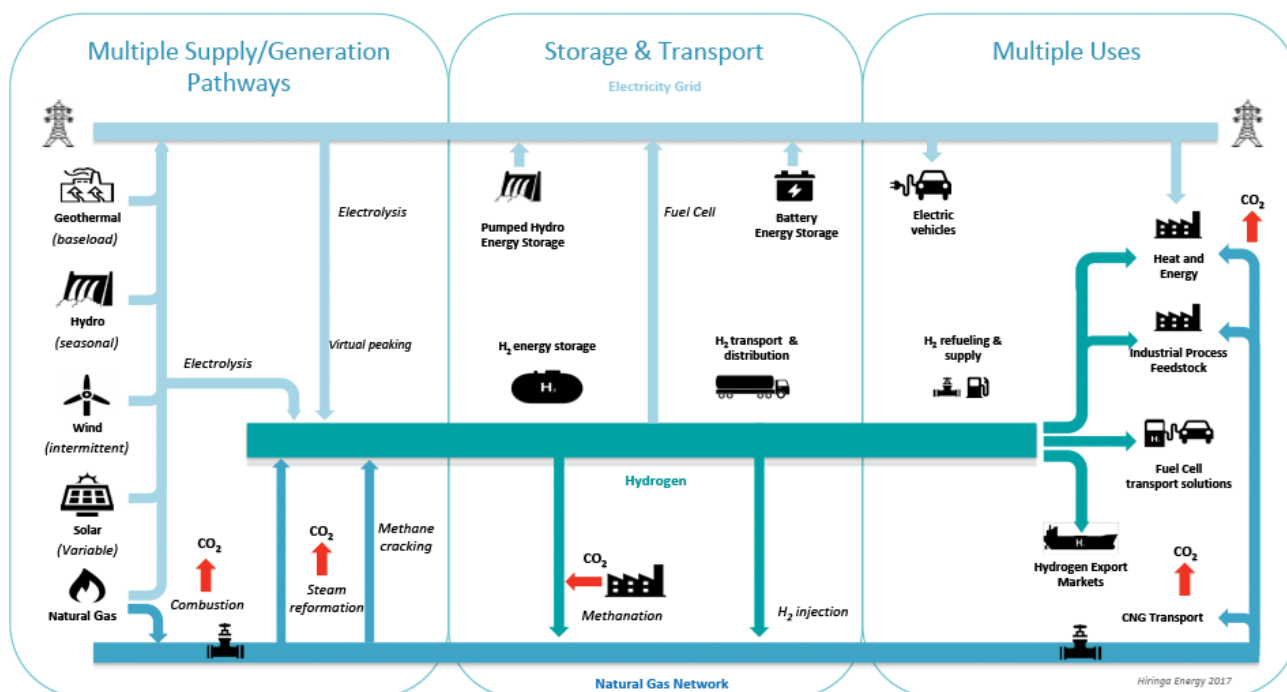 Multiple Supply/Generation
Pathways
Storage & Transport
Multiple Uses
Electricity Grid
Geothermal
(baseload)
Electrolysis
Pumped Hydro
Energy Storage
Fuel Cell
Battery
Energy Storage
Electric
vehicles
CO₂
Heat and
Energy
Hydro
(seasonal)
Electrolysis
Virtual peaking
H₂ energy storage
H₂
H₂ transport & 
distribution
H₂ refueling &
supply
Industrial Process
Feedstock
Wind
(intermittent)
Hydrogen
H₂
Fuel Cell
transport solutions
Solar
(Variable)
CO₂
Combustion
CO₂
Steam
reformation
Methane
cracking
CO₂
Methanation
H₂ injection
H₂
Hydrogen Export
Markets
CO₂
CNG Transport
Natural Gas
Natural Gas Network
Hiringa Energy 2017